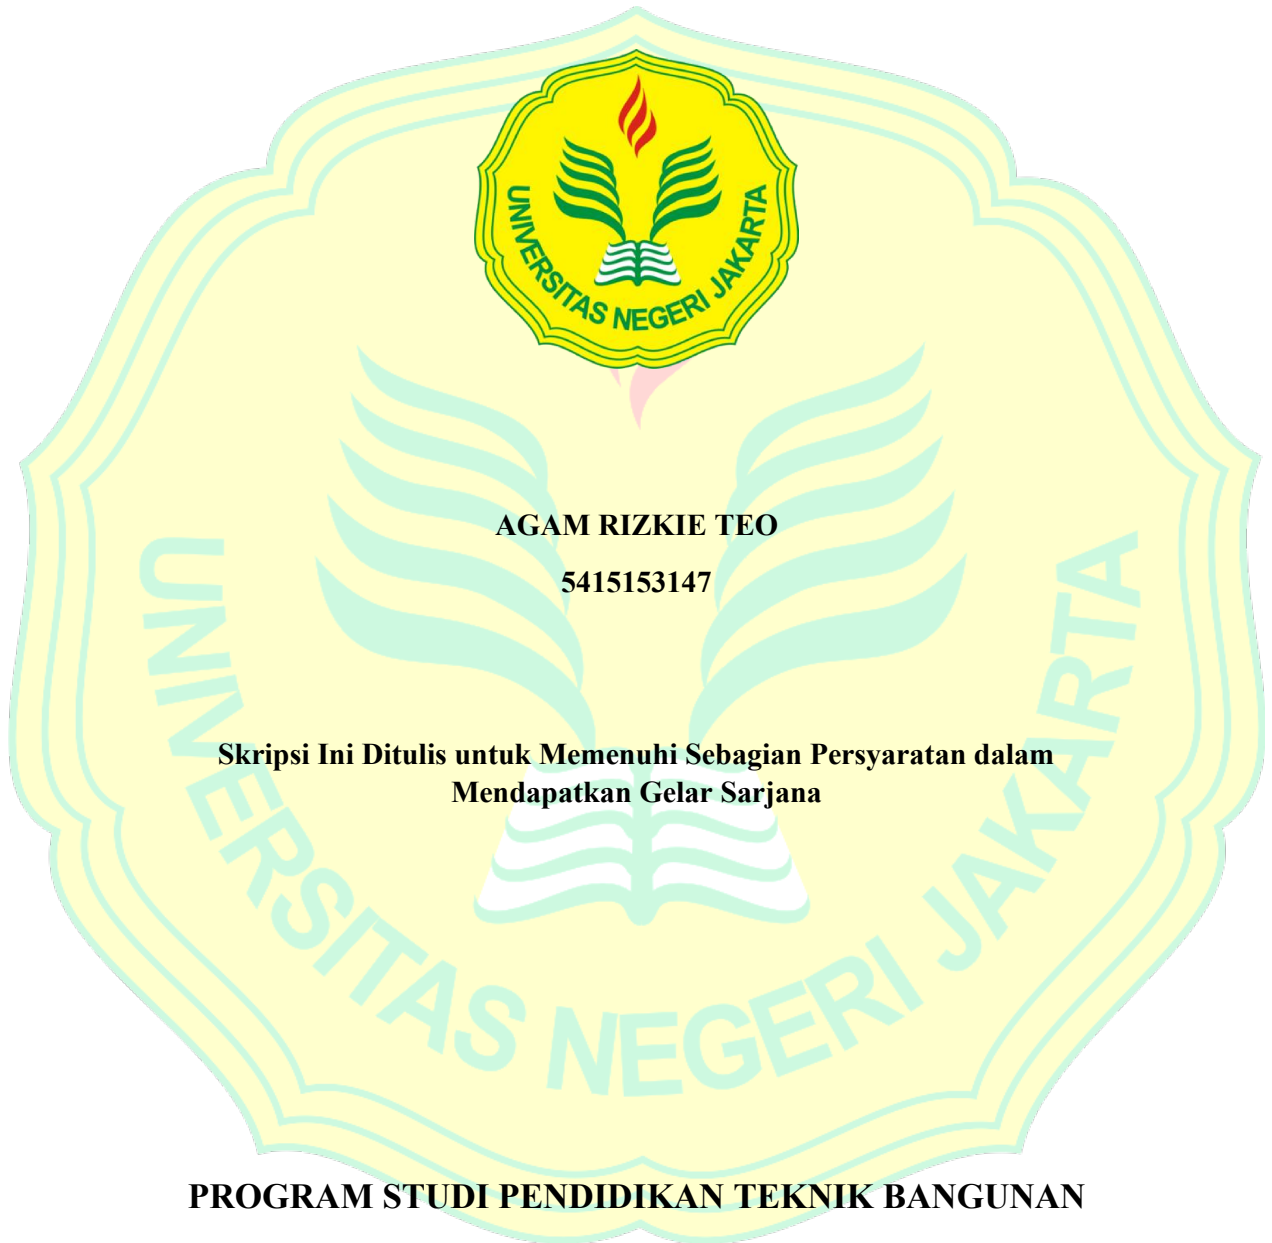 UNIVERSITAS NEGERI JAKARTA
AGAM RIZKIE TEO
5415153147
Skripsi Ini Ditulis untuk Memenuhi Sebagian Persyaratan dalam
Mendapatkan Gelar Sarjana
UNIVERSITAS NEGERI JAKARTA
PROGRAM STUDI PENDIDIKAN TEKNIK BANGUNAN